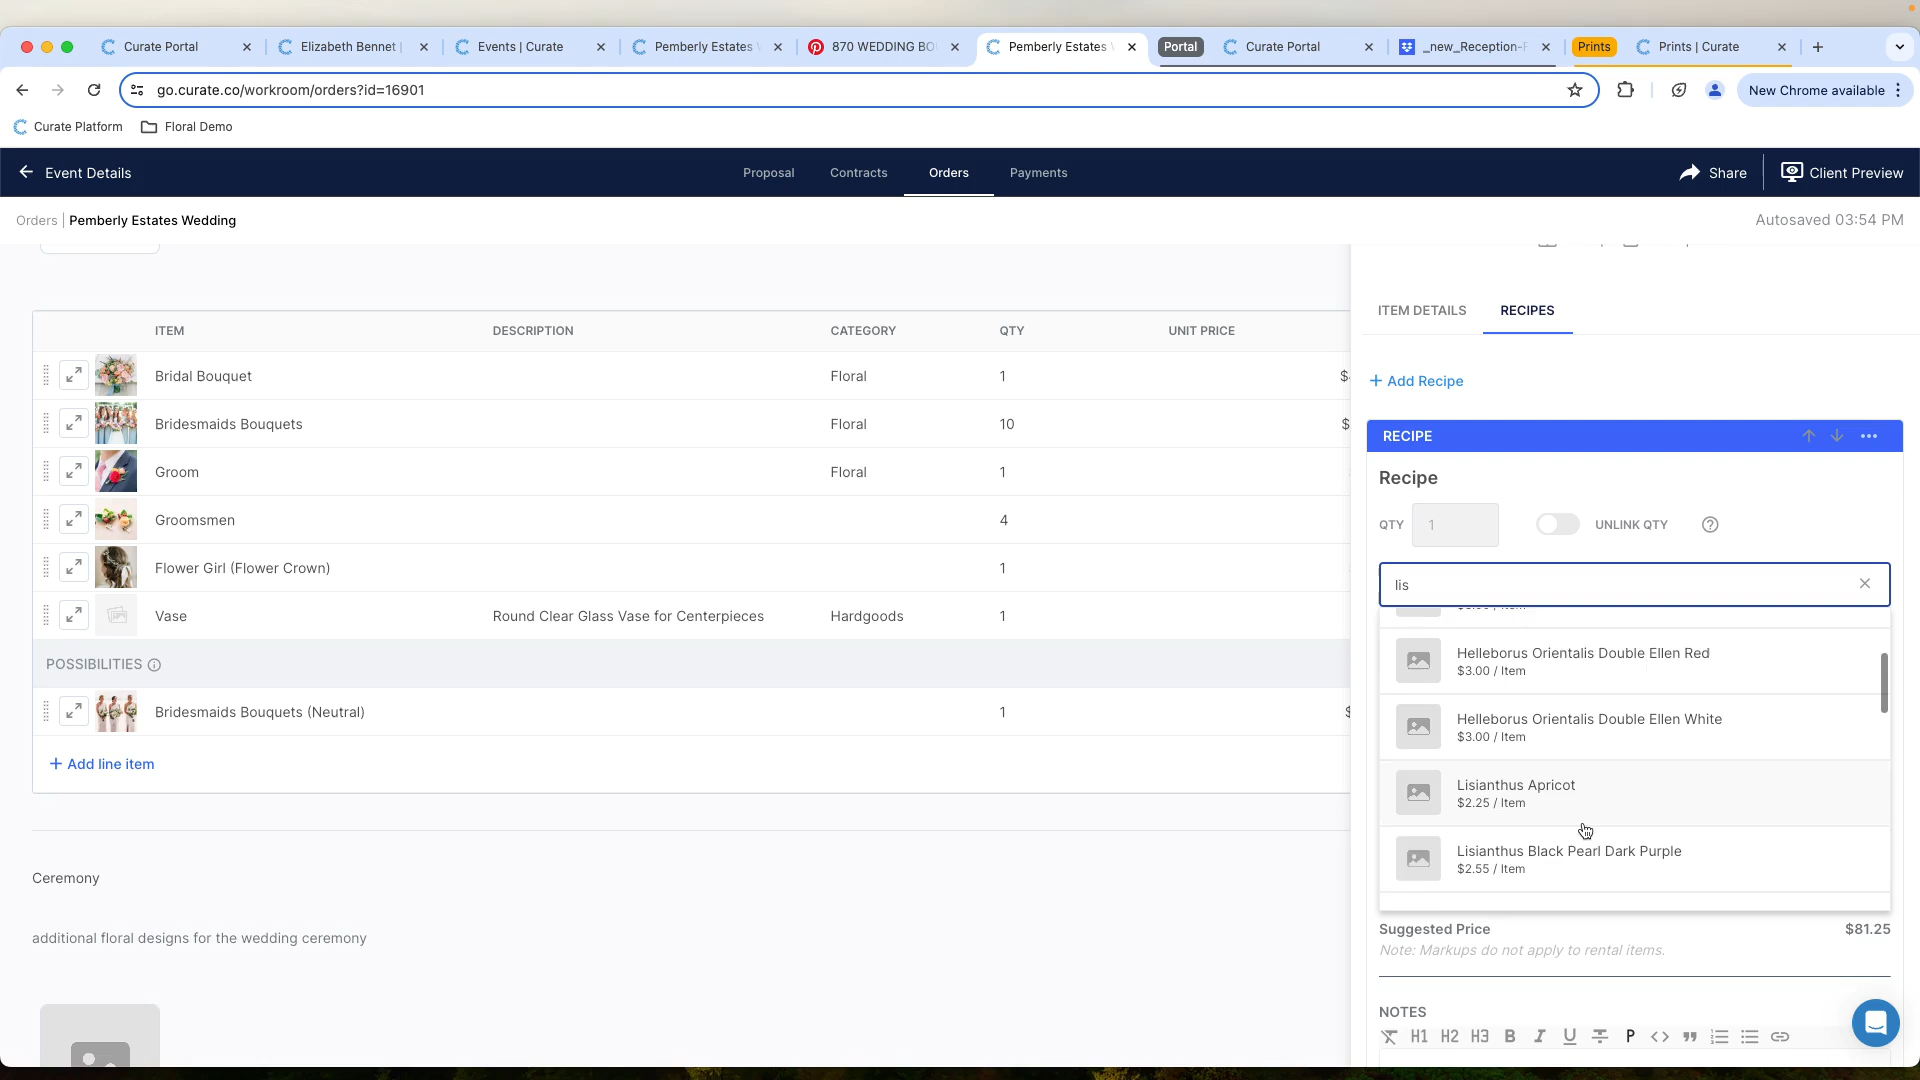 Curate Portal
Elizabeth Bennet
Events | Curate
Pemberly Estates
870 WEDDING BO
Pemberly Estates
Portal
Curate Portal
_new_Reception-
Prints
Prints | Curate
go.curate.co/workroom/orders?id=16901
New Chrome available
Curate Platform
Floral Demo
Event Details
Proposal
Contracts
Orders
Payments
Share
Client Preview
Orders | Pemberly Estates Wedding
Autosaved 03:54 PM
ITEM DESCRIPTION CATEGORY QTY UNIT PRICE
Bridal Bouquet Floral 1 $
Bridesmaids Bouquets Floral 10 $
Groom Floral 1
Groomsmen 4
Flower Girl (Flower Crown) 1
Vase Round Clear Glass Vase for Centerpieces Hardgoods 1
POSSIBILITIES
Bridesmaids Bouquets (Neutral) 1
+ Add line item
Ceremony
additional floral designs for the wedding ceremony
ITEM DETAILS
RECIPES
+ Add Recipe
RECIPE
Recipe
QTY 1 UNLINK QTY
lis
Helleborus Orientalis Double Ellen Red
$3.00 / Item
Helleborus Orientalis Double Ellen White
$3.00 / Item
Lisianthus Apricot
$2.25 / Item
Lisianthus Black Pearl Dark Purple
$2.55 / Item
Suggested Price $81.25
Note: Markups do not apply to rental items.
NOTES
H1 H2 H3 B I U P